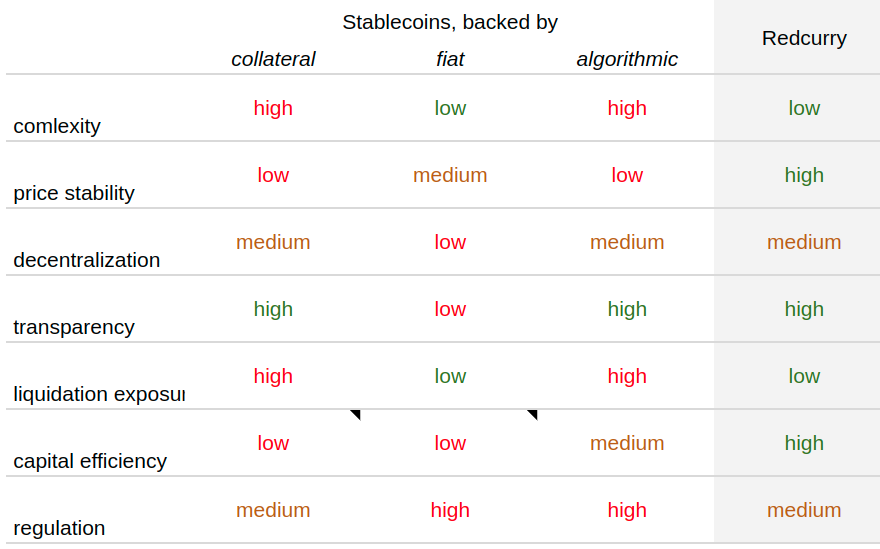 Stablecoins, backed by
Redcurry
collateral fiat algorithmic
comlexity high low high low
price stability low medium low high
decentralization medium low medium medium
transparency high low high high
liquidation exposur high low high low
capital efficiency low low medium high
regulation medium high high medium